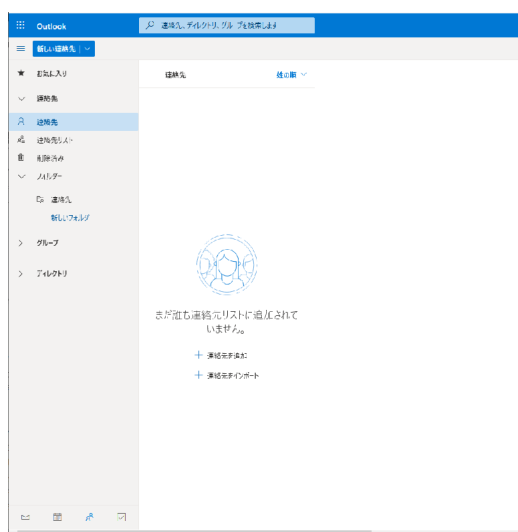 Outlook
連絡先、ディレクトリ、グループを検索します
新しい連絡先
お気に入り
連絡先
姓の順
連絡先
連絡先
連絡先リスト
削除済み
フォルダー
連絡先
新しいフォルダ
グループ
ディレクトリ
まだ誰も連絡先リストに追加されて
いません。
連絡先を追加
連絡先をインポート